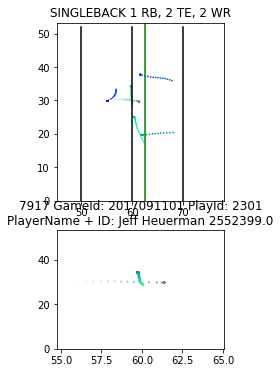 SINGLEBACK 1 RB, 2 TE, 2 WR
50
40
30
20
10
0
50 60 70
7917 GameId: 2017091101 PlayId: 2301
PlayerName + ID: Jeff Heuerman 2552399.0
40
20
0
55.0 57.5 60.0 62.5 65.0